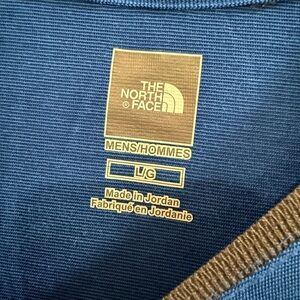 THE
NORTH
® FACE
MENS/HOMMES
L/G
Made in Jordan
Fabriqué en Jordanie